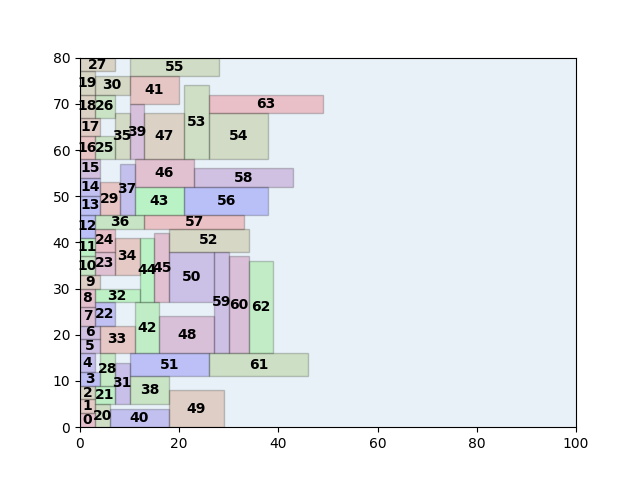 80
27 55
19 30 41
70 18 26 53 63
17 35 39 47 54
60 16 25
15 46 58
50 14 29 37 43 56
13
12 36 57
40 11 24 52
10 23 34 44 45 50
30 9
8 32 59 60 62
7 22
20 6 33 42 48
5
4 28 51 61
10 3 31 38
2 21
1 20 40 49
0 0
0 20 40 60 80 100